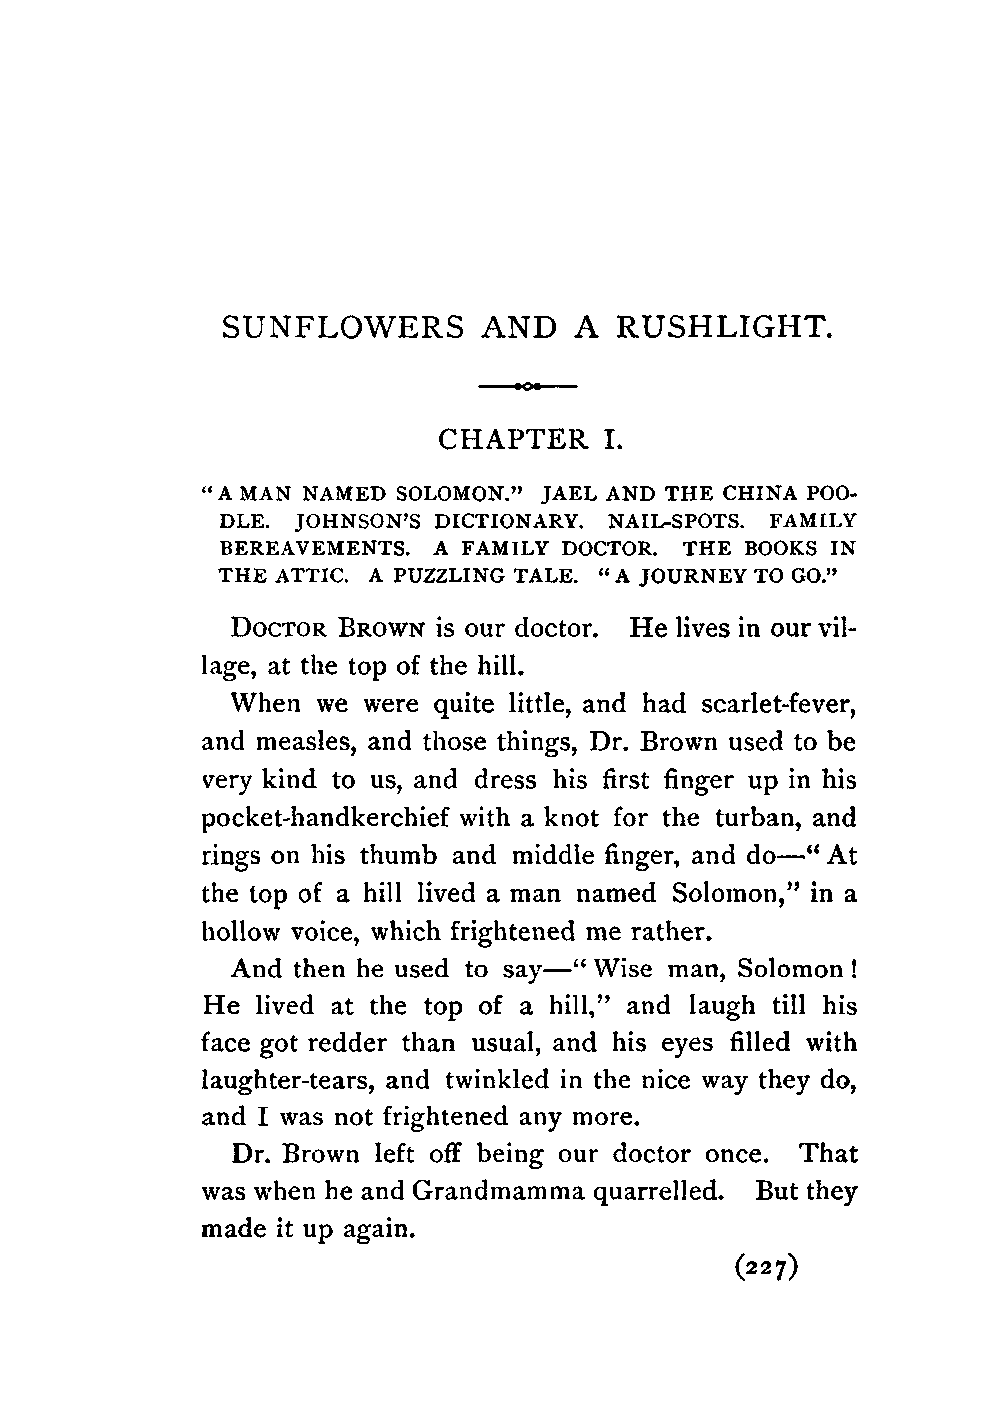 SUNFLOWERS AND A RUSHLIGHT.
CHAPTER I.
"A MAN NAMED SOLOMON." JAEL AND THE CHINA POO-
DLE. JOHNSON'S DICTIONARY. NAIL-SPOTS. FAMILY
BEREAVEMENTS. A FAMILY DOCTOR. THE BOOKS IN
THE ATTIC. A PUZZLING TALE. "A JOURNEY TO GO."
DOCTOR BROWN is our doctor. He lives in our vil-
lage, at the top of the hill.
When we were quite little, and had scarlet-fever,
and measles, and those things, Dr. Brown used to be
very kind to us, and dress his first finger up in his
pocket-handkerchief with a knot for the turban, and
rings on his thumb and middle finger, and do—"At
the top of a hill lived a man named Solomon," in a
hollow voice, which frightened me rather.
And then he used to say—"Wise man, Solomon!
He lived at the top of a hill," and laugh till his
face got redder than usual, and his eyes filled with
laughter-tears, and twinkled in the nice way they do,
and I was not frightened any more.
Dr. Brown left off being our doctor once. That
was when he and Grandmamma quarrelled. But they
made it up again.
(227)